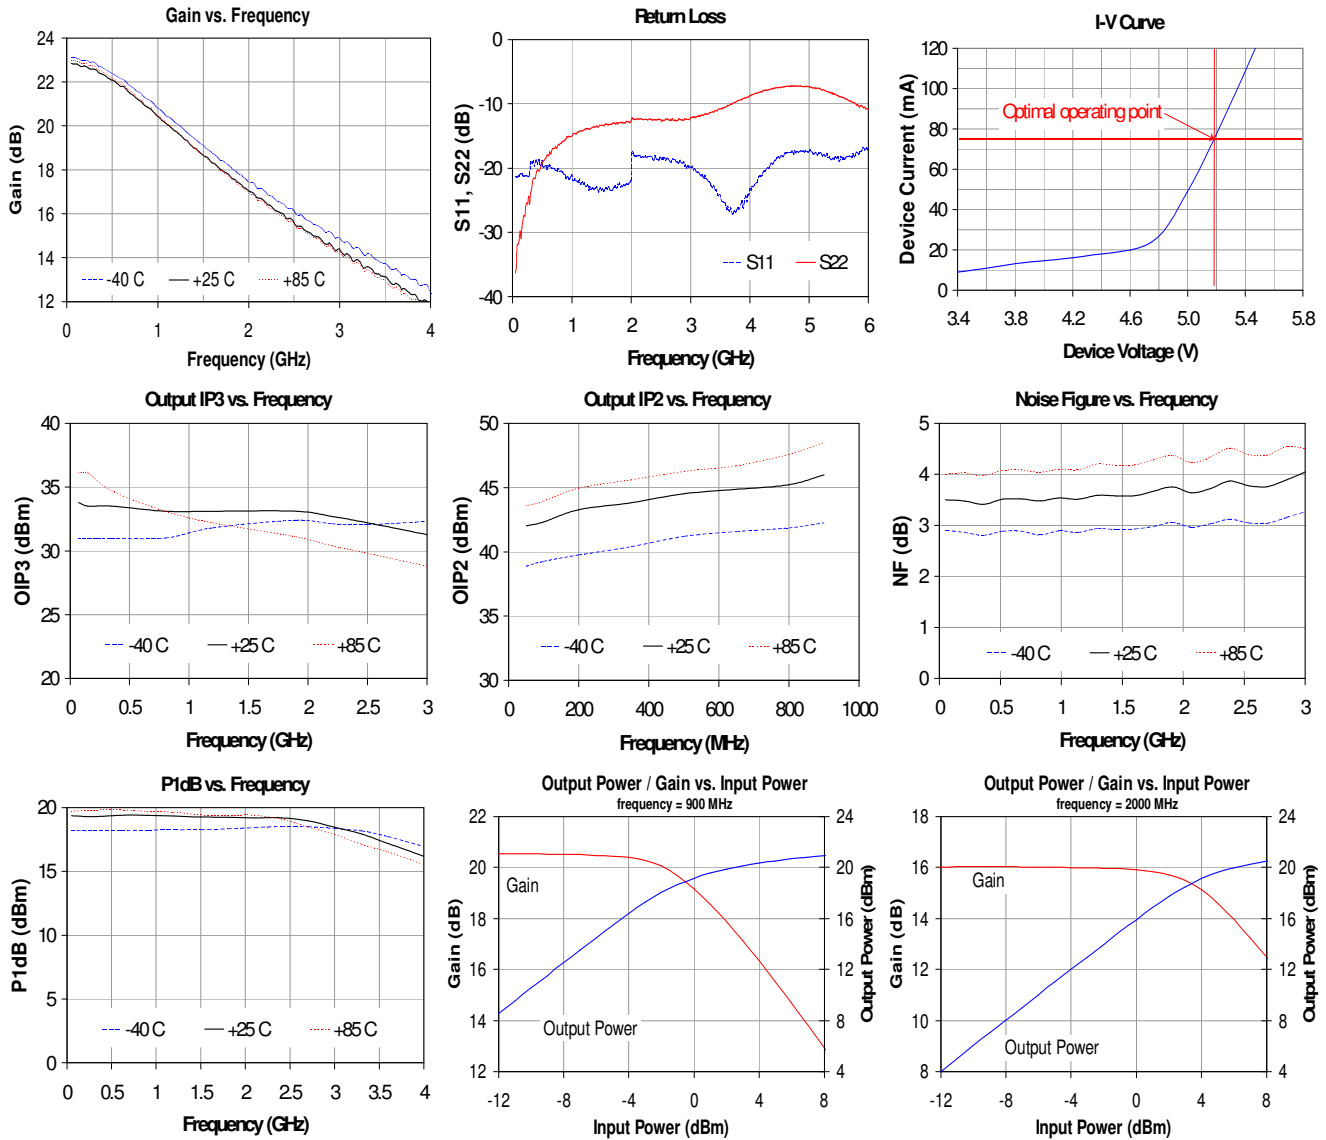 Gain vs. Frequency
Gain (dB)
24
22
20
18
16
14
12
-40 C
+25 C
+85 C
0
1
2
3
4
Frequency (GHz)
Return Loss
S11, S22 (dB)
0
-10
-20
-30
-40
S11
S22
0
1
2
3
4
5
6
Frequency (GHz)
I-V Curve
Device Current (mA)
120
100
80
60
40
20
0
Optimal operating point
3.4
3.8
4.2
4.6
5.0
5.4
5.8
Device Voltage (V)
Output IP3 vs. Frequency
OIP3 (dBm)
40
35
30
25
20
-40 C
+25 C
+85 C
0
0.5
1
1.5
2
2.5
3
Frequency (GHz)
Output IP2 vs. Frequency
OIP2 (dBm)
50
45
40
35
30
-40 C
+25 C
+85 C
0
200
400
600
800
1000
Frequency (MHz)
Noise Figure vs. Frequency
NF (dB)
5
4
3
2
1
0
-40 C
+25 C
+85 C
0
0.5
1
1.5
2
2.5
3
Frequency (GHz)
P1dB vs. Frequency
P1dB (dBm)
20
15
10
5
0
-40 C
+25 C
+85 C
0
0.5
1
1.5
2
2.5
3
3.5
4
Frequency (GHz)
Output Power / Gain vs. Input Power
frequency = 900 MHz
Gain (dB)
22
20
18
16
14
12
Gain
Output Power
24
20
16
12
8
4
Output Power (dBm)
-12
-8
-4
0
4
8
Input Power (dBm)
Output Power / Gain vs. Input Power
frequency = 2000 MHz
Gain (dB)
18
16
14
12
10
8
Gain
Output Power
24
20
16
12
8
4
Output Power (dBm)
-12
-8
-4
0
4
8
Input Power (dBm)